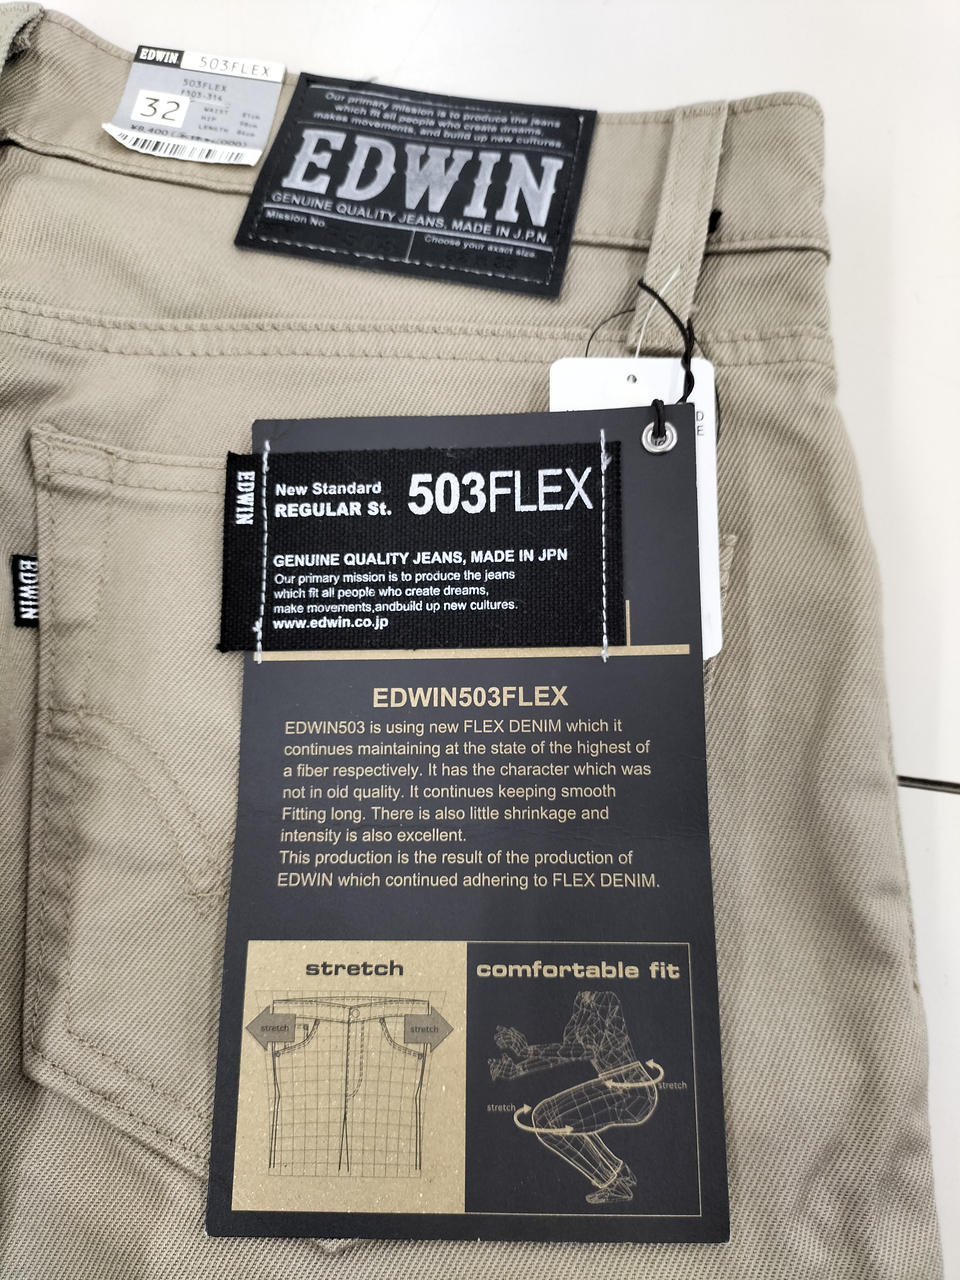 EDWIN. 503FLEX
503FLEX
32
WAIST 81cm
HIP
LENGTH
Our primary mission is to produce the jeans
which fit all people who create dreams,
makes movements, and build up new cultures.
EDWIN
GENUINE QUALITY JEANS, MADE IN J.P.N
Mission No.
Choose your exact size.
D
E
EDWIN
New Standard
REGULAR St.
503FLEX
GENUINE QUALITY JEANS, MADE IN JPN
Our primary mission is to produce the jeans
which fit all people who create dreams,
make movements,andbuild up new cultures.
www.edwin.co.jp
EDWIN
EDWIN503FLEX
EDWIN503 is using new FLEX DENIM which it
continues maintaining at the state of the highest of
a fiber respectively. It has the character which was
not in old quality. It continues keeping smooth
Fitting long. There is also little shrinkage and
intensity is also excellent.
This production is the result of the production of
EDWIN which continued adhering to FLEX DENIM.
stretch
stretch
stretch
comfortable fit
stretch
stretch